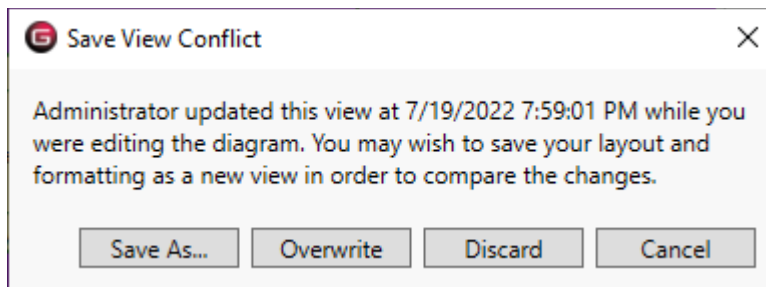 Save View Conflict
Administrator updated this view at 7/19/2022 7:59:01 PM while you
were editing the diagram. You may wish to save your layout and
formatting as a new view in order to compare the changes.
Save As...
Overwrite
Discard
Cancel